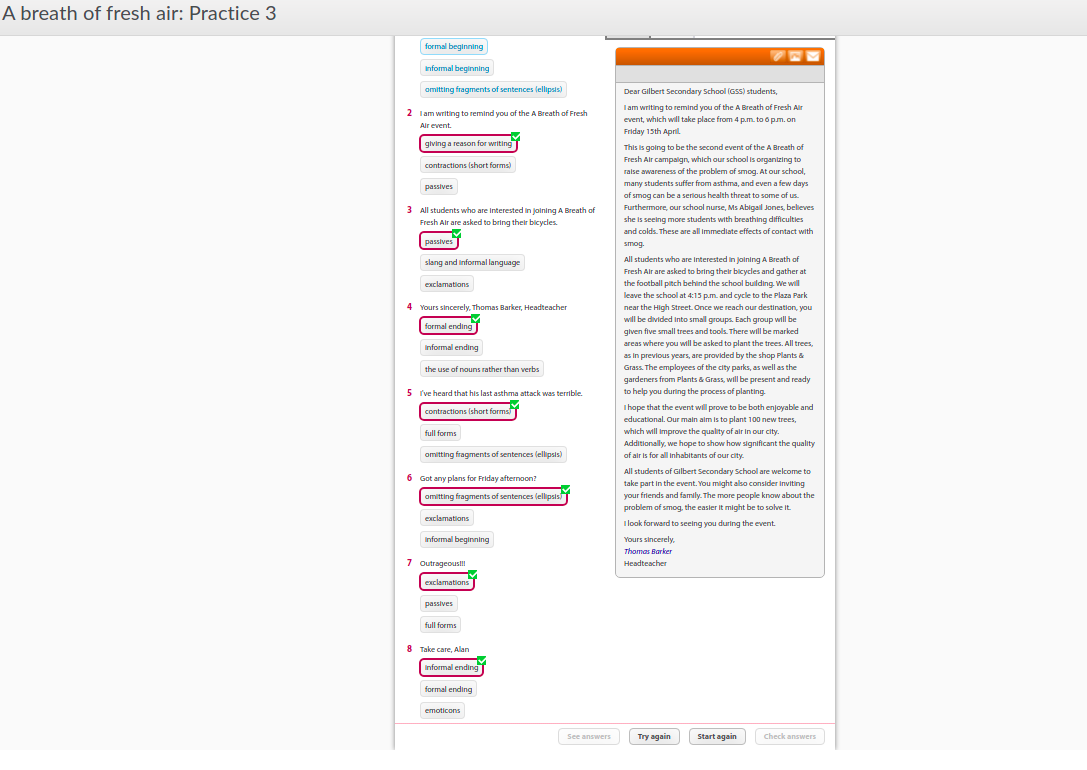 A breath of fresh air: Practice 3
formal beginning
informal beginning
omitting fragments of sentences (ellipsis)
2 I am writing to remind you of the A Breath of Fresh
Air event.
giving a reason for writing
contractions (short forms)
passives
3 All students who are interested in joining A Breath of
Fresh Air are asked to bring their bicycles.
passives
slang and informal language
exclamations
4 Yours sincerely, Thomas Barker, Headteacher
formal ending
informal ending
the use of nouns rather than verbs
5 I've heard that his last asthma attack was terrible.
contractions (short forms)
full forms
omitting fragments of sentences (ellipsis)
6 Got any plans for Friday afternoon?
omitting fragments of sentences (ellipsis)
exclamations
informal beginning
7 Outrageous!!!
exclamations
passives
full forms
8 Take care, Alan
informal ending
formal ending
emoticons
Dear Gilbert Secondary School (GSS) students,
I am writing to remind you of the A Breath of Fresh Air
event, which will take place from 4 p.m. to 6 p.m. on
Friday 15th April.
This is going to be the second event of the A Breath of
Fresh Air campaign, which our school is organizing to
raise awareness of the problem of smog. At our school,
many students suffer from asthma, and even a few days
of smog can be a serious health threat to some of us.
Furthermore, our school nurse, Ms Abigail Jones, believes
she is seeing more students with breathing difficulties
and colds. These are all immediate effects of contact with
smog.
All students who are interested in joining A Breath of
Fresh Air are asked to bring their bicycles and gather at
the football pitch behind the school building. We will
leave the school at 4:15 p.m. and cycle to the Plaza Park
near the High Street. Once we reach our destination, you
will be divided into small groups. Each group will be
given five small trees and tools. There will be marked
areas where you will be asked to plant the trees. All trees,
as in previous years, are provided by the shop Plants &
Grass. The employees of the city parks, as well as the
gardeners from Plants & Grass, will be present and ready
to help you during the process of planting.
I hope that the event will prove to be both enjoyable and
educational. Our main aim is to plant 100 new trees,
which will improve the quality of air in our city.
Additionally, we hope to show how significant the quality
of air is for all inhabitants of our city.
All students of Gilbert Secondary School are welcome to
take part in the event. You might also consider inviting
your friends and family. The more people know about the
problem of smog, the easier it might be to solve it.
I look forward to seeing you during the event.
Yours sincerely,
Thomas Barker
Headteacher
See answers
Try again
Start again
Check answers